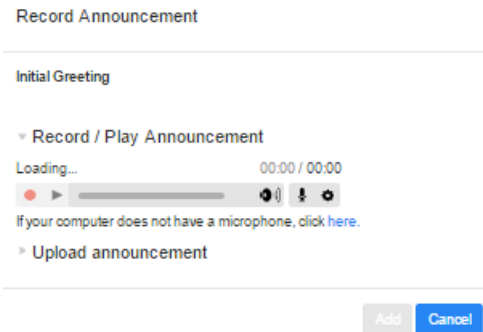 Record Announcement
Initial Greeting
Record / Play Announcement
Loading... 00:00 / 00:00
If your computer does not have a microphone, click here.
Upload announcement
Add Cancel